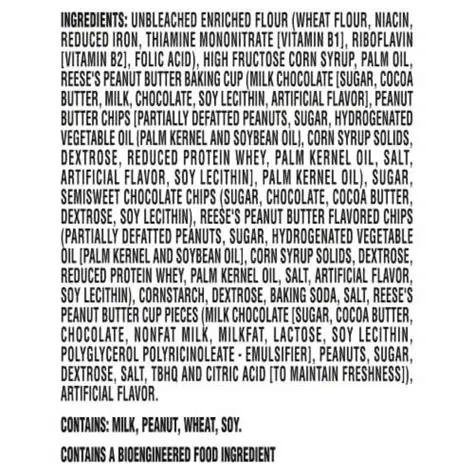 INGREDIENTS: UNBLEACHED ENRICHED FLOUR (WHEAT FLOUR, NIACIN,
REDUCED IRON, THIAMINE MONONITRATE [VITAMIN B1], RIBOFLAVIN
[VITAMIN B2], FOLIC ACID), HIGH FRUCTOSE CORN SYRUP, PALM OIL,
REESE'S PEANUT BUTTER BAKING CUP (MILK CHOCOLATE [SUGAR, COCOA
BUTTER, MILK, CHOCOLATE, SOY LECITHIN, ARTIFICIAL FLAVOR], PEANUT
BUTTER CHIPS [PARTIALLY DEFATTED PEANUTS, SUGAR, HYDROGENATED
VEGETABLE OIL (PALM KERNEL AND SOYBEAN OIL), CORN SYRUP SOLIDS,
DEXTROSE, REDUCED PROTEIN WHEY, PALM KERNEL OIL, SALT,
ARTIFICIAL FLAVOR, SOY LECITHIN], PALM KERNEL OIL), SUGAR,
SEMISWEET CHOCOLATE CHIPS (SUGAR, CHOCOLATE, COCOA BUTTER,
DEXTROSE, SOY LECITHIN), REESE'S PEANUT BUTTER FLAVORED CHIPS
(PARTIALLY DEFATTED PEANUTS, SUGAR, HYDROGENATED VEGETABLE
OIL [PALM KERNEL AND SOYBEAN OIL], CORN SYRUP SOLIDS, DEXTROSE,
REDUCED PROTEIN WHEY, PALM KERNEL OIL, SALT, ARTIFICIAL FLAVOR,
SOY LECITHIN), CORNSTARCH, DEXTROSE, BAKING SODA, SALT, REESE'S
PEANUT BUTTER CUP PIECES (MILK CHOCOLATE [SUGAR, COCOA BUTTER,
CHOCOLATE, NONFAT MILK, MILKFAT, LACTOSE, SOY LECITHIN,
POLYGLYCEROL POLYRICINOLEATE - EMULSIFIER], PEANUTS, SUGAR,
DEXTROSE, SALT, TBHQ AND CITRIC ACID [TO MAINTAIN FRESHNESS]),
ARTIFICIAL FLAVOR.
CONTAINS: MILK, PEANUT, WHEAT, SOY.
CONTAINS A BIOENGINEERED FOOD INGREDIENT